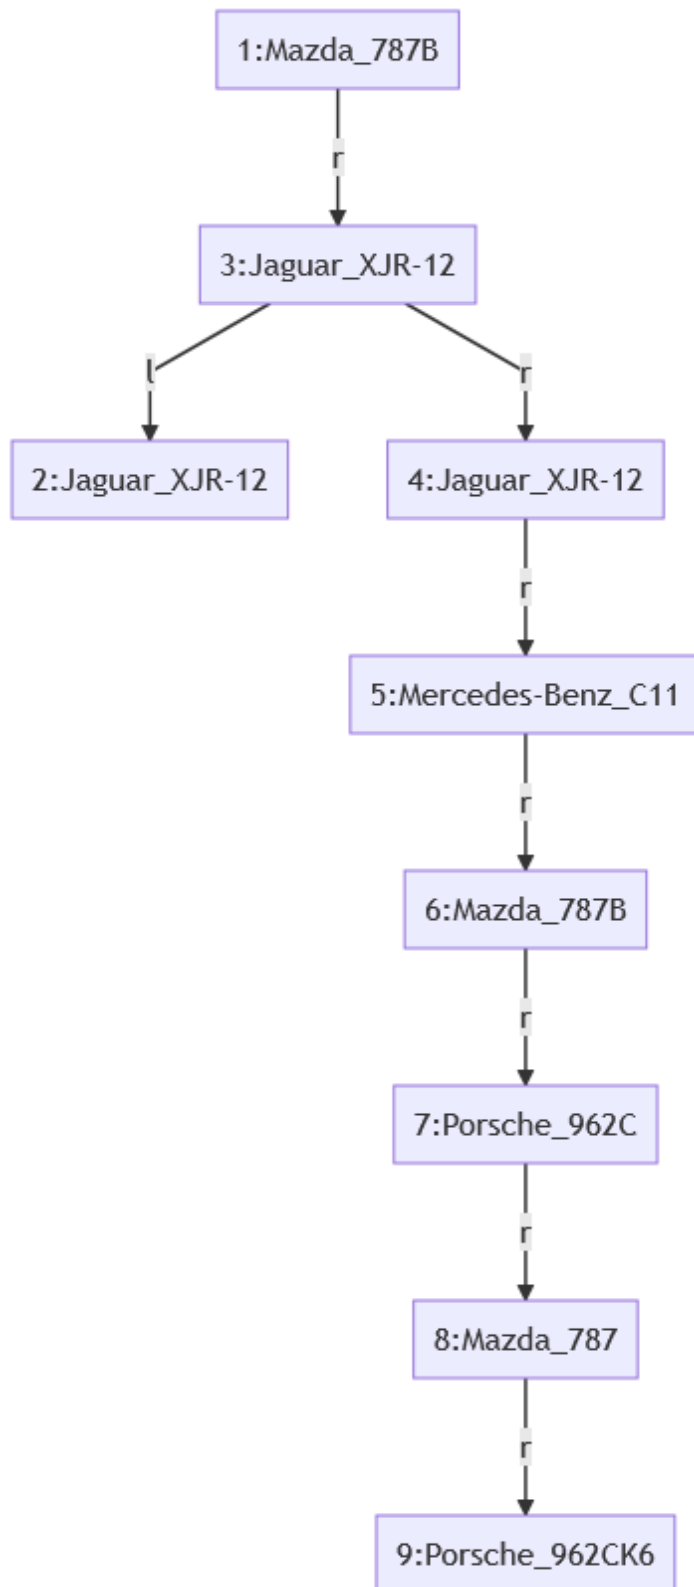 1:Mazda_787B
r
3:Jaguar_XJR-12
l
r
2:Jaguar_XJR-12
4:Jaguar_XJR-12
r
5:Mercedes-Benz_C11
r
6:Mazda_787B
r
7:Porsche_962C
r
8:Mazda_787
r
9:Porsche_962CK6